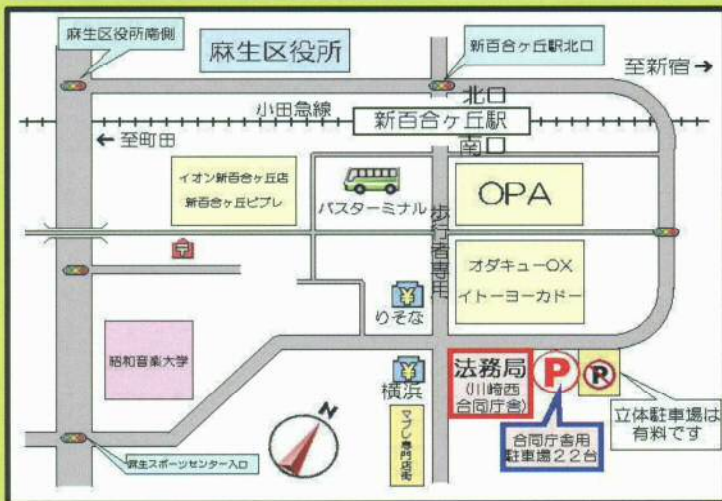 麻生区役所南側
麻生区役所
新百合ヶ丘駅北口
至新宿→
北口
小田急線
新百合ヶ丘駅
←至町田
南口
イオン新百合ヶ丘店
新百合ヶ丘ビブレ
バスターミナル
OPA
歩行者専用
〒
オダキューOX
イトーヨーカドー
¥
りそな
昭和音楽大学
¥
横浜
法務局
(川崎西
合同庁舎)
P
P
立体駐車場は
有料です
マプレ専門店街
合同庁舎用
駐車場22台
N
麻生スポーツセンター入口